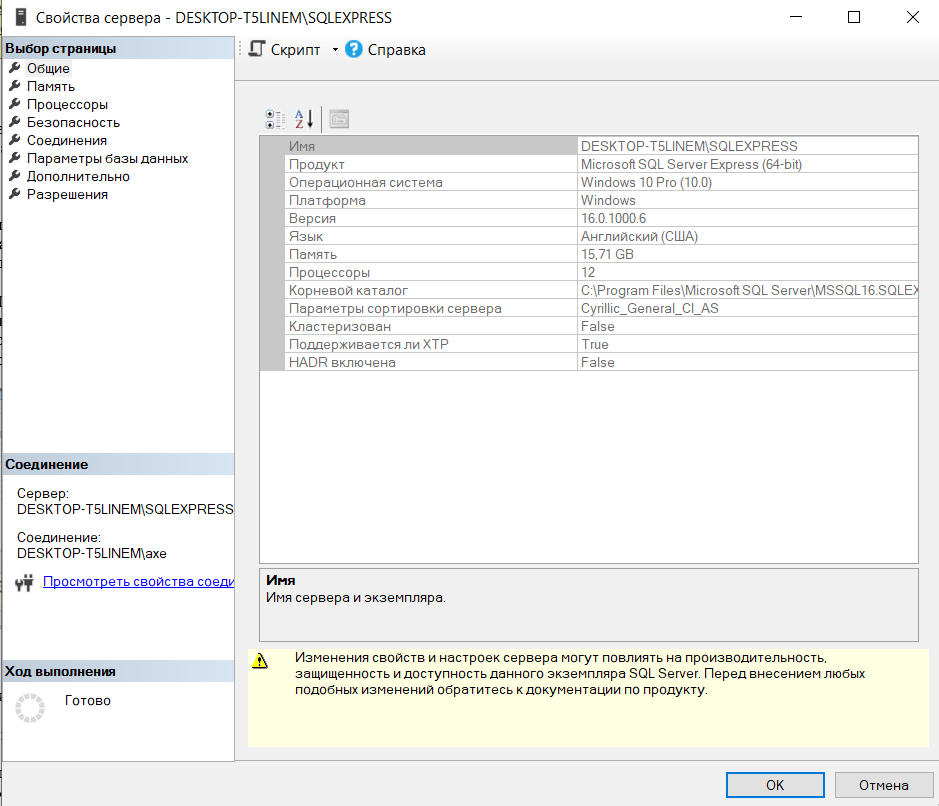 Свойства сервера - DESKTOP-T5LINEM\SQLEXPRESS
Выбор страницы
Общие
Память
Процессоры
Безопасность
Соединения
Параметры базы данных
Дополнительно
Разрешения
Соединение
Сервер:
DESKTOP-T5LINEM\SQLEXPRESS
Соединение:
DESKTOP-T5LINEM\axe
Просмотреть свойства соеди
Ход выполнения
Готово
Скрипт
Справка
Имя DESKTOP-T5LINEM\SQLEXPRESS
Продукт Microsoft SQL Server Express (64-bit)
Операционная система Windows 10 Pro (10.0)
Платформа Windows
Версия 16.0.1000.6
Язык Английский (США)
Память 15,71 GB
Процессоры 12
Корневой каталог C:\Program Files\Microsoft SQL Server\MSSQL16.SQLEX
Параметры сортировки сервера Cyrillic_General_CI_AS
Кластеризован False
Поддерживается ли XTP True
HADR включена False
Имя
Имя сервера и экземпляра.
Изменения свойств и настроек сервера могут повлиять на производительность,
защищенность и доступность данного экземпляра SQL Server. Перед внесением любых
подобных изменений обратитесь к документации по продукту.
OK
Отмена